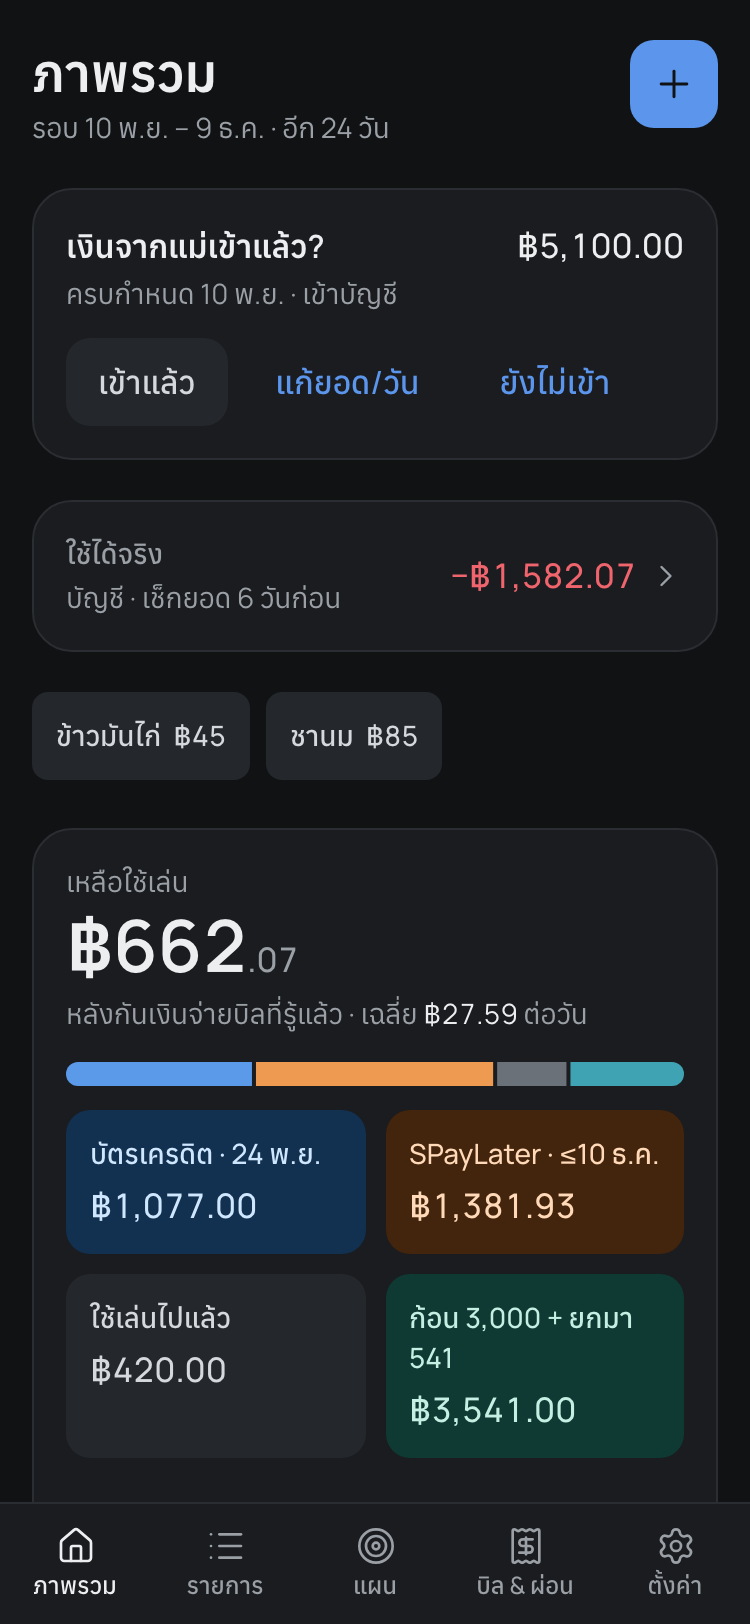 ภาพรวม
รอบ 10 พ.ย. – 9 ธ.ค. · อีก 24 วัน
เงินจากแม่เข้าแล้ว? ฿5,100.00
ครบกำหนด 10 พ.ย. · เข้าบัญชี
เข้าแล้ว แก้ยอด/วัน ยังไม่เข้า
ใช้ได้จริง
บัญชี · เช็กยอด 6 วันก่อน
−฿1,582.07
ข้าวมันไก่ ฿45 ชานม ฿85
เหลือใช้เล่น
฿662.07
หลังกันเงินจ่ายบิลที่รู้แล้ว · เฉลี่ย ฿27.59 ต่อวัน
บัตรเครดิต · 24 พ.ย.
฿1,077.00
SPayLater · ≤10 ธ.ค.
฿1,381.93
ใช้เล่นไปแล้ว
฿420.00
ก้อน 3,000 + ยกมา
541
฿3,541.00
ภาพรวม รายการ แผน บิล & ผ่อน ตั้งค่า